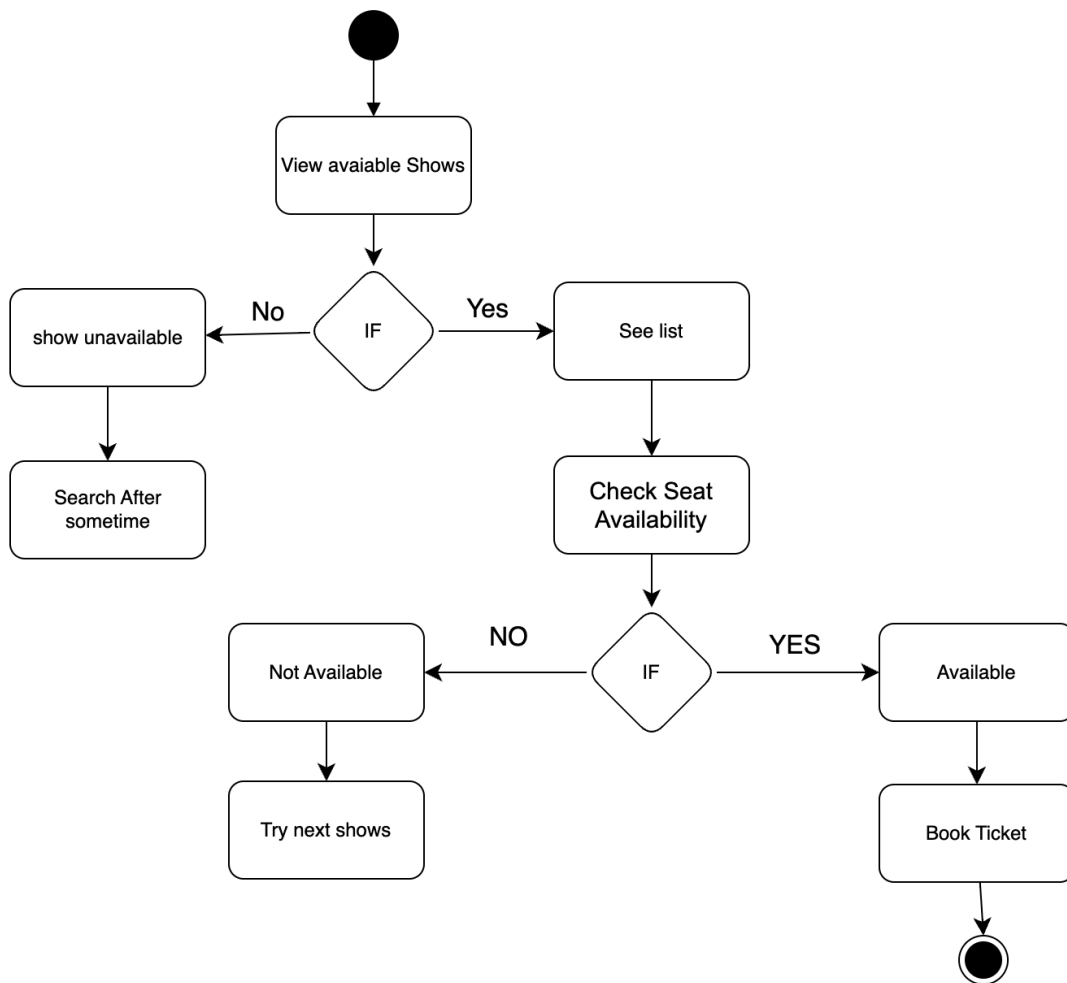 View avaiable Shows
No
IF
Yes
show unavailable
See list
Search After
sometime
Check Seat
Availability
NO
IF
YES
Not Available
Available
Try next shows
Book Ticket